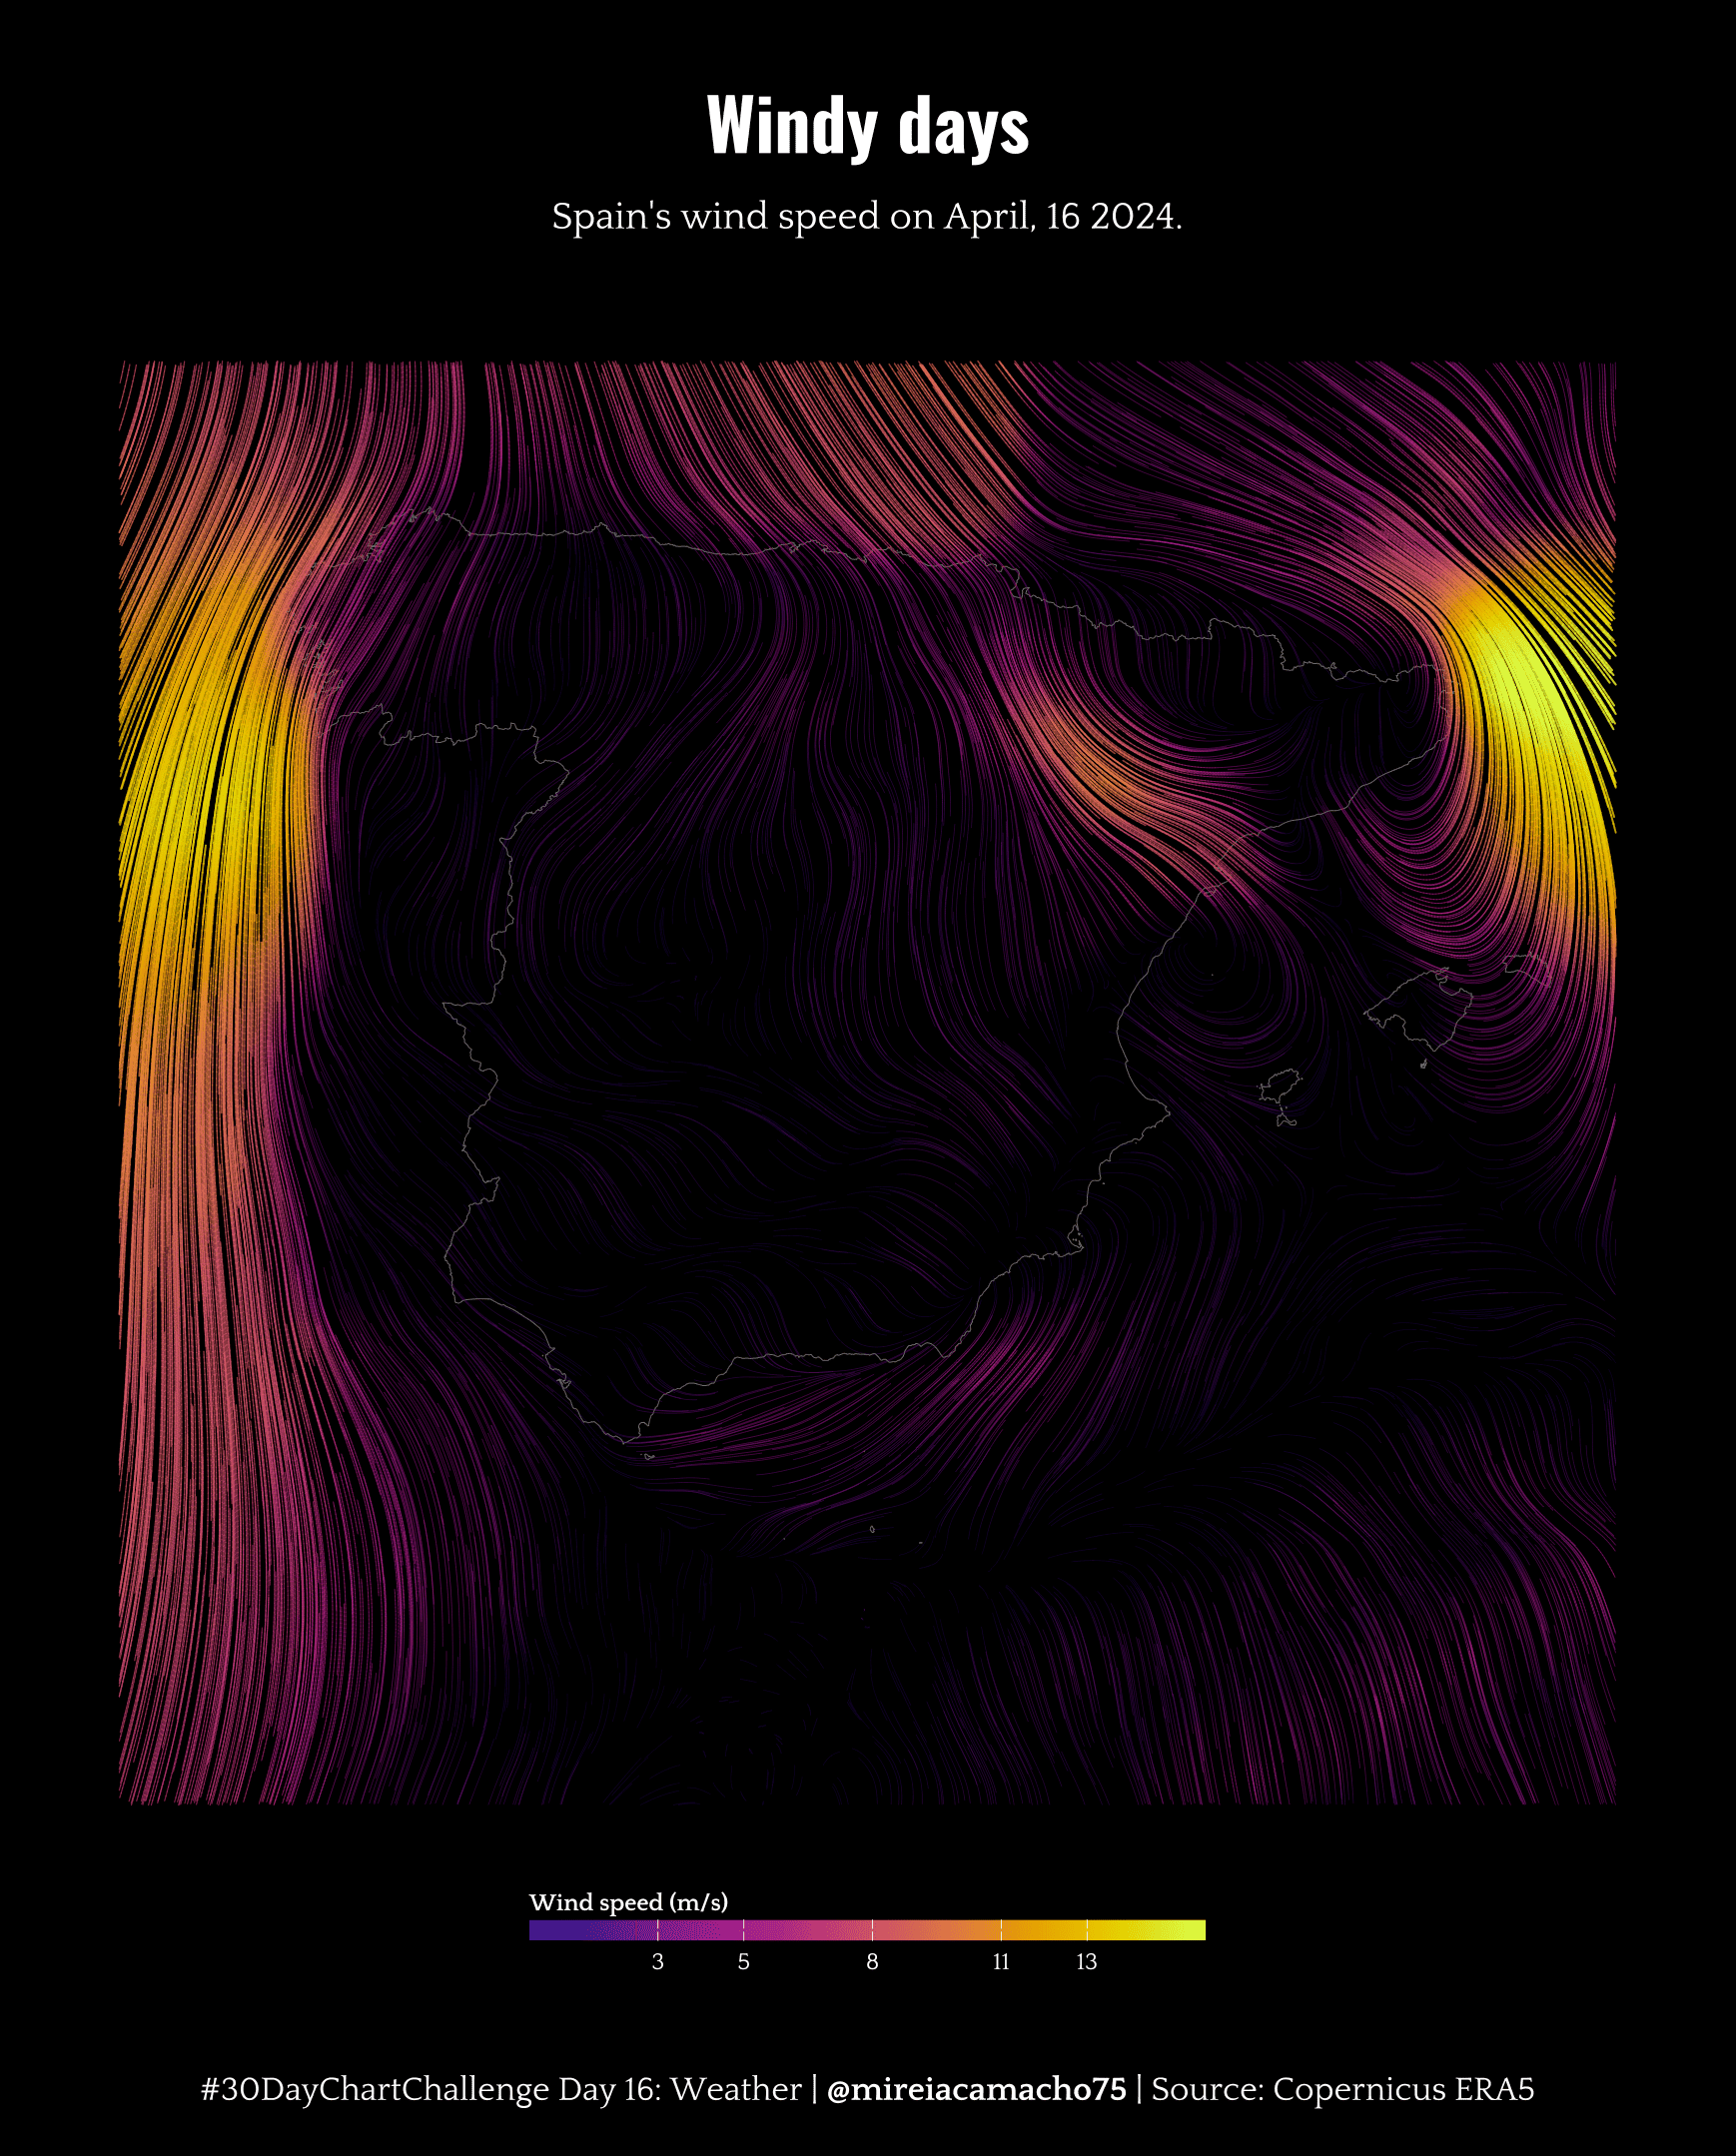 Windy days
Spain's wind speed on April, 16 2024.
Wind speed (m/s)
3 5 8 11 13
#30DayChartChallenge Day 16: Weather | @mireiacamacho75 | Source: Copernicus ERA5